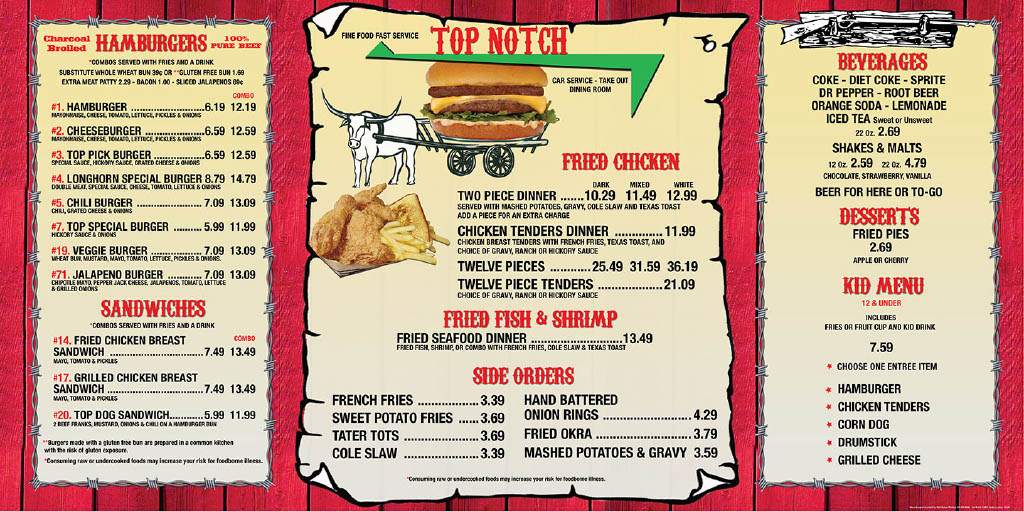 Charcoal Broiled HAMBURGERS 100% PURE BEEF
*COMBOS SERVED WITH FRIES AND A DRINK
SUBSTITUTE WHOLE WHEAT BUN 39¢ OR **GLUTEN FREE BUN 1.69
EXTRA MEAT PATTY 2.29 - BACON 1.00 - SLICED JALAPENOS 89¢
COMBO
#1. HAMBURGER ........................6.19 12.19
MAYONNAISE, CHEESE, TOMATO, LETTUCE, PICKLES & ONIONS
#2. CHEESEBURGER ...................6.59 12.59
MAYONNAISE, CHEESE, TOMATO, LETTUCE, PICKLES & ONIONS
#3. TOP PICK BURGER .................6.59 12.59
SPECIAL SAUCE, HICKORY SAUCE, GRATED CHEESE & ONIONS
#4. LONGHORN SPECIAL BURGER 8.79 14.79
DOUBLE MEAT, SPECIAL SAUCE, CHEESE, TOMATO, LETTUCE & ONIONS
#5. CHILI BURGER .......................7.09 13.09
CHILI, GRATED CHEESE & ONIONS
#7. TOP SPECIAL BURGER ...........5.99 11.99
HICKORY SAUCE & ONIONS
#19. VEGGIE BURGER .................7.09 13.09
WHEAT BUN, MUSTARD, MAYO, TOMATO, LETTUCE, PICKLES & ONIONS.
#71. JALAPENO BURGER ............7.09 13.09
CHIPOTLE MAYO, PEPPER JACK CHEESE, JALAPENOS, TOMATO, LETTUCE
& GRILLED ONIONS
SANDWICHES
*COMBOS SERVED WITH FRIES AND A DRINK
#14. FRIED CHICKEN BREAST COMBO
SANDWICH .............................7.49 13.49
MAYO, TOMATO & PICKLES
#17. GRILLED CHICKEN BREAST
SANDWICH .............................7.49 13.49
MAYO, TOMATO & PICKLES
#20. TOP DOG SANDWICH............5.99 11.99
2 BEEF FRANKS, MUSTARD, ONIONS & CHILI ON A HAMBURGER BUN
**Burgers made with a gluten free bun are prepared in a common kitchen
with the risk of gluten exposure.
*Consuming raw or undercooked foods may increase your risk for foodborne illness.
FINE FOOD FAST SERVICE
TOP NOTCH
CAR SERVICE - TAKE OUT
DINING ROOM
FRIED CHICKEN
DARK MIXED WHITE
TWO PIECE DINNER .......10.29 11.49 12.99
SERVED WITH MASHED POTATOES, GRAVY, COLE SLAW AND TEXAS TOAST
ADD A PIECE FOR AN EXTRA CHARGE
CHICKEN TENDERS DINNER ..............11.99
CHICKEN BREAST TENDERS WITH FRENCH FRIES, TEXAS TOAST, AND
CHOICE OF GRAVY, RANCH OR HICKORY SAUCE
TWELVE PIECES ............25.49 31.59 36.19
TWELVE PIECE TENDERS ...................21.09
CHOICE OF GRAVY, RANCH OR HICKORY SAUCE
FRIED FISH & SHRIMP
FRIED SEAFOOD DINNER ........................13.49
FRIED FISH, SHRIMP, OR COMBO WITH FRENCH FRIES, COLE SLAW & TEXAS TOAST
SIDE ORDERS
FRENCH FRIES ..................3.39
SWEET POTATO FRIES .....3.69
TATER TOTS ......................3.69
COLE SLAW .......................3.39
HAND BATTERED
ONION RINGS .......................4.29
FRIED OKRA .........................3.79
MASHED POTATOES & GRAVY 3.59
*Consuming raw or undercooked foods may increase your risk for foodborne illness.
BEVERAGES
COKE - DIET COKE - SPRITE
DR PEPPER - ROOT BEER
ORANGE SODA - LEMONADE
ICED TEA Sweet or Unsweet
22 Oz. 2.69
SHAKES & MALTS
12 Oz. 2.59 22 Oz. 4.79
CHOCOLATE, STRAWBERRY, VANILLA
BEER FOR HERE OR TO-GO
DESSERTS
FRIED PIES
2.69
APPLE OR CHERRY
KID MENU
12 & UNDER
INCLUDES
FRIES OR FRUIT CUP AND KID DRINK
7.59
★ CHOOSE ONE ENTREE ITEM
★ HAMBURGER
★ CHICKEN TENDERS
★ CORN DOG
★ DRUMSTICK
★ GRILLED CHEESE